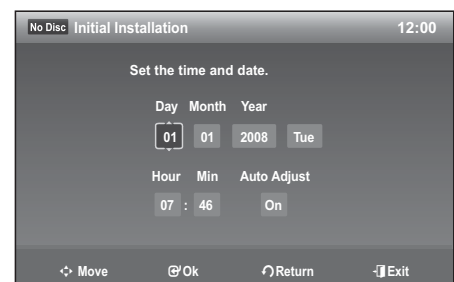 No Disc Initial Installation 12:00
Set the time and date.
Day Month Year
01 01 2008 Tue
Hour Min Auto Adjust
07 : 46 On
Move Ok Return Exit